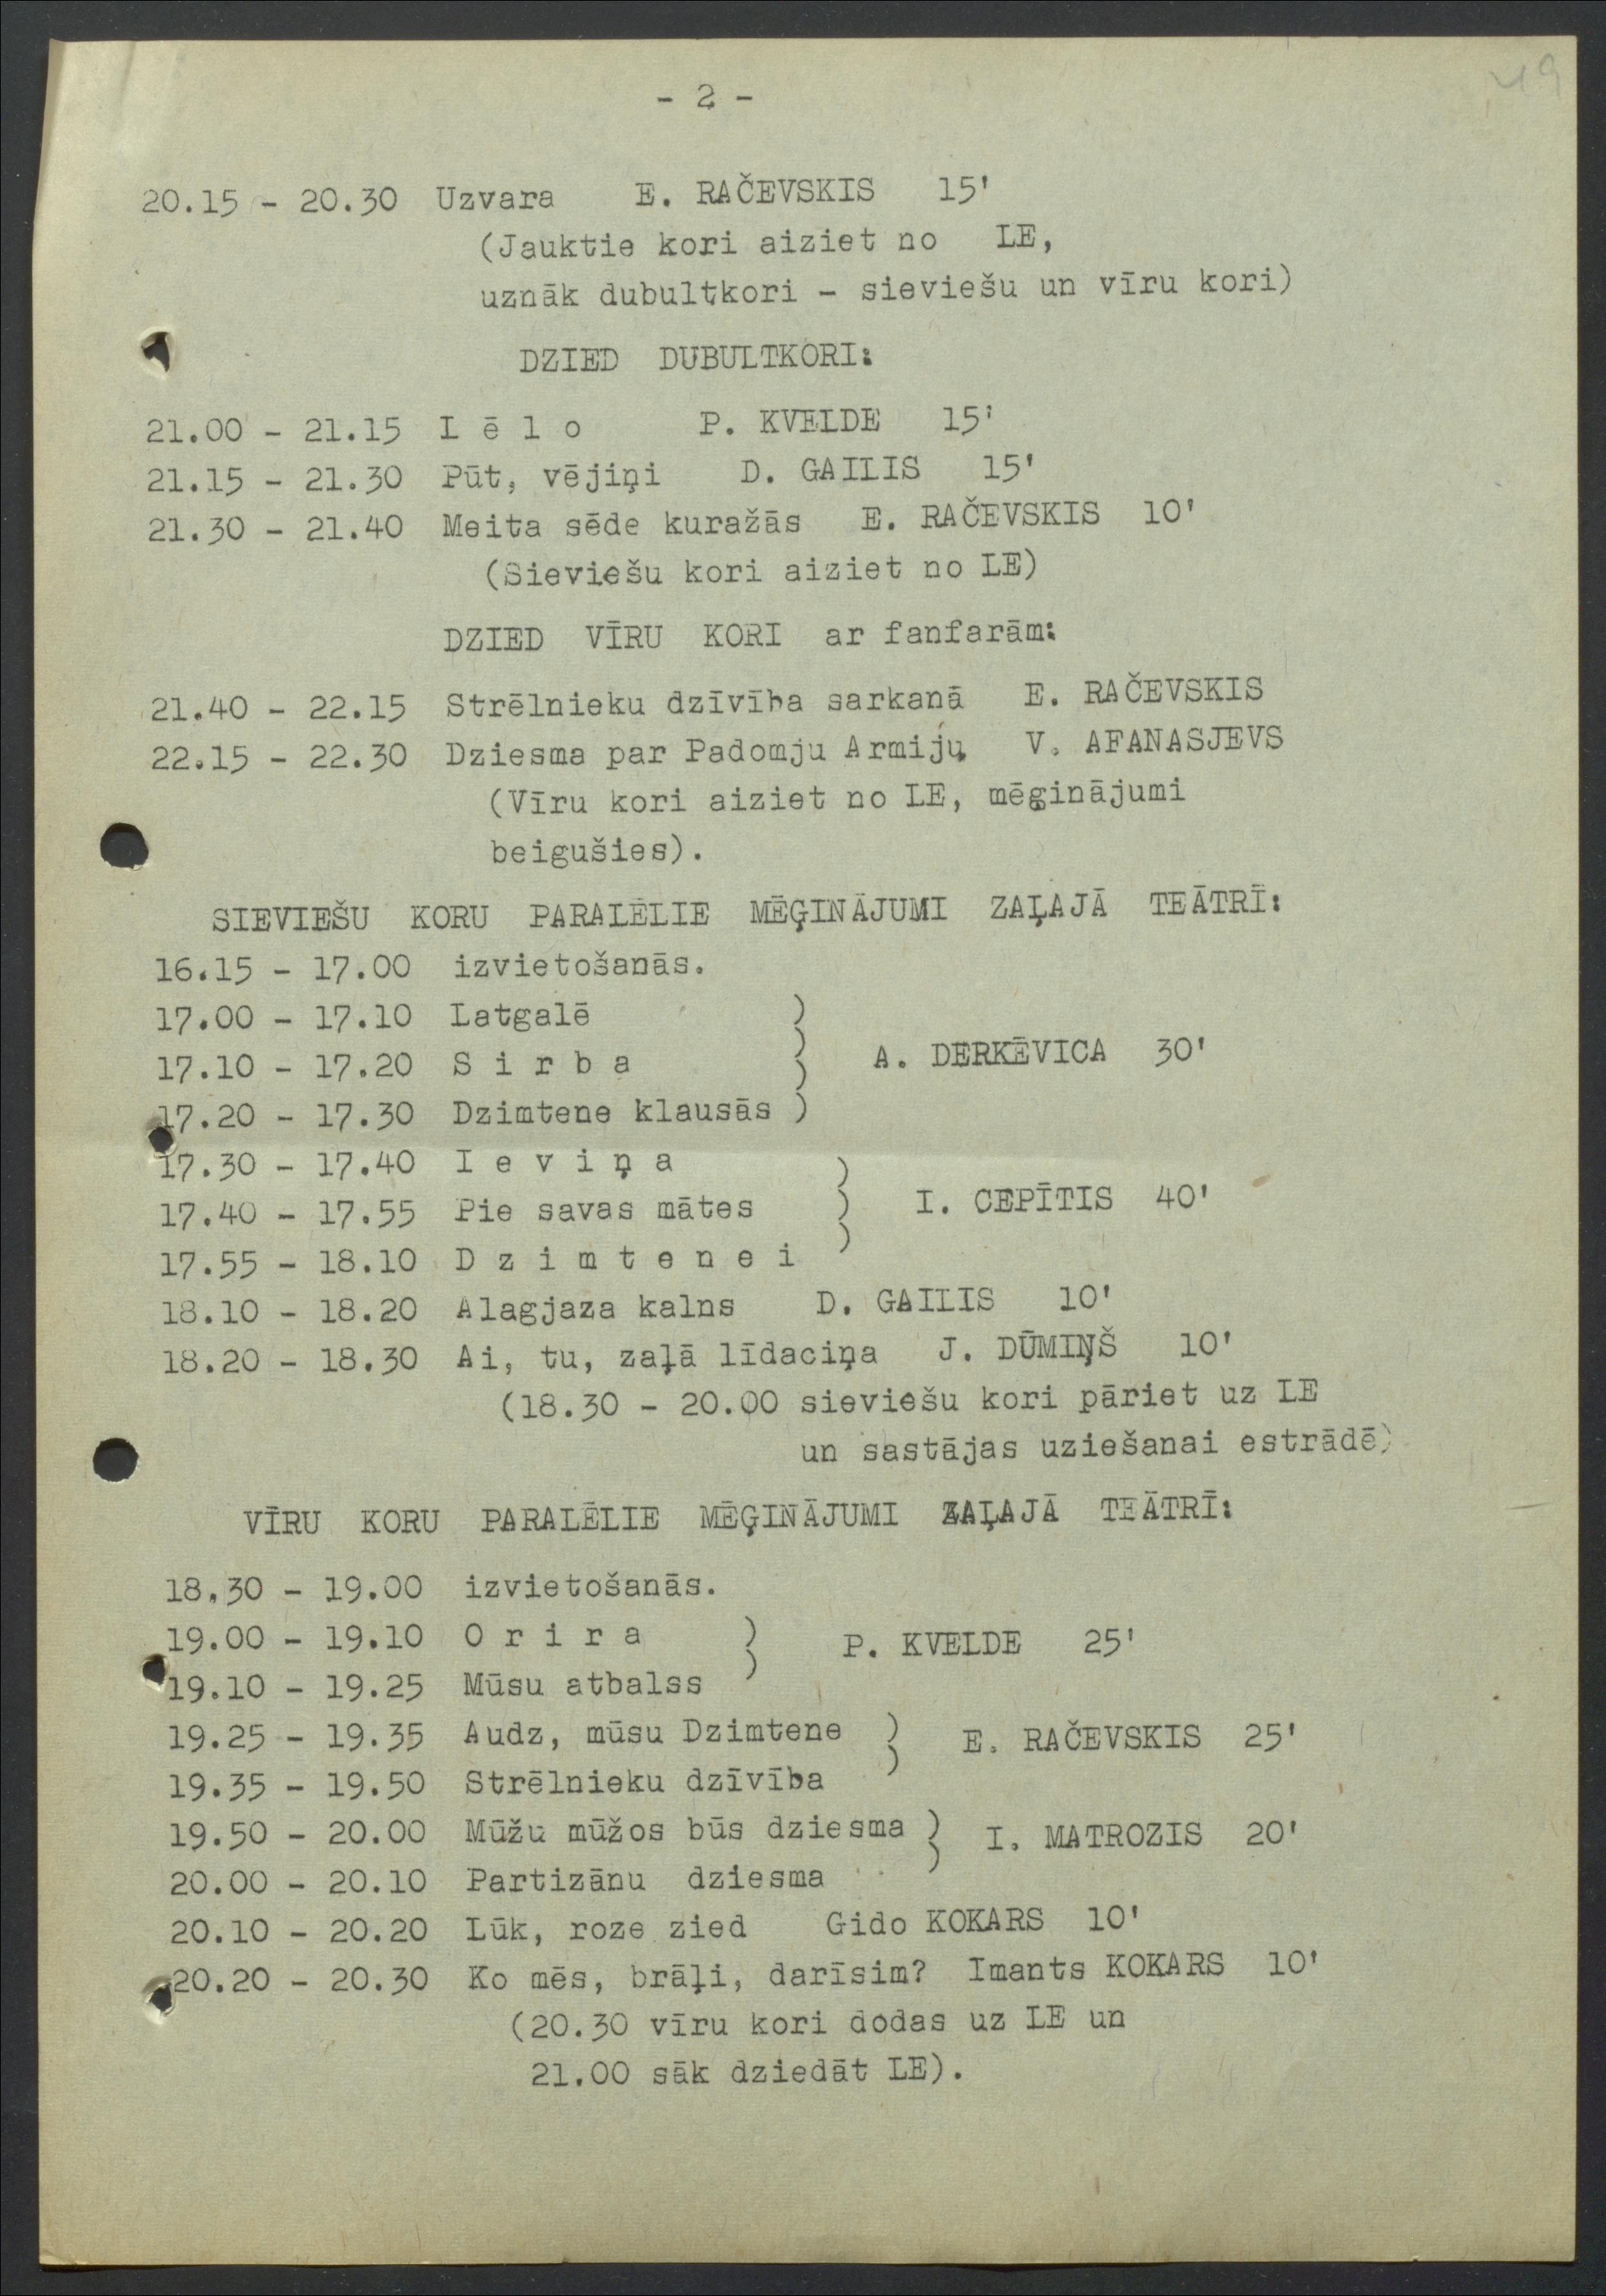 49
- 2 -
20.15 - 20.30 Uzvara E. RAČEVSKIS 15'
(Jauktie kori aiziet no LE,
uznāk dubultkori - sieviešu un vīru kori)
DZIED DUBULTKORI:
21.00 - 21.15 L ē l o P. KVELDE 15'
21.15 - 21.30 Pūt, vējiņi D. GAILIS 15'
21.30 - 21.40 Meita sēde kuražās E. RAČEVSKIS 10'
(Sieviešu kori aiziet no LE)
DZIED VĪRU KORI ar fanfarām:
21.40 - 22.15 Strēlnieku dzīvība sarkanā E. RAČEVSKIS
22.15 - 22.30 Dziesma par Padomju Armiju V. AFANASJEVS
(Vīru kori aiziet no LE, mēģinājumi
beigušies).
SIEVIEŠU KORU PARALĒLIE MĒĢINĀJUMI ZAĻAJĀ TEĀTRĪ:
16.15 - 17.00 izvietošanās.
17.00 - 17.10 Latgalē )
17.10 - 17.20 S i r b a ) A. DERKĒVICA 30'
17.20 - 17.30 Dzimtene klausās )
17.30 - 17.40 I e v i ņ a )
17.40 - 17.55 Pie savas mātes ) I. CEPĪTIS 40'
17.55 - 18.10 D z i m t e n e i )
18.10 - 18.20 Alagjaza kalns D. GAILIS 10'
18.20 - 18.30 Ai, tu, zaļā līdaciņa J. DŪMIŅŠ 10'
(18.30 - 20.00 sieviešu kori pāriet uz LE
un sastājas uziešanai estrādē)
VĪRU KORU PARALĒLIE MĒĢINĀJUMI ZAĻAJĀ TEĀTRĪ:
18.30 - 19.00 izvietošanās.
19.00 - 19.10 O r i r a ) P. KVELDE 25'
19.10 - 19.25 Mūsu atbalss )
19.25 - 19.35 Audz, mūsu Dzimtene ) E. RAČEVSKIS 25'
19.35 - 19.50 Strēlnieku dzīvība )
19.50 - 20.00 Mūžu mūžos būs dziesma ) I. MATROZIS 20'
20.00 - 20.10 Partizānu dziesma )
20.10 - 20.20 Lūk, roze zied Gido KOKARS 10'
20.20 - 20.30 Ko mēs, brāļi, darīsim? Imants KOKARS 10'
(20.30 vīru kori dodas uz LE un
21.00 sāk dziedāt LE).